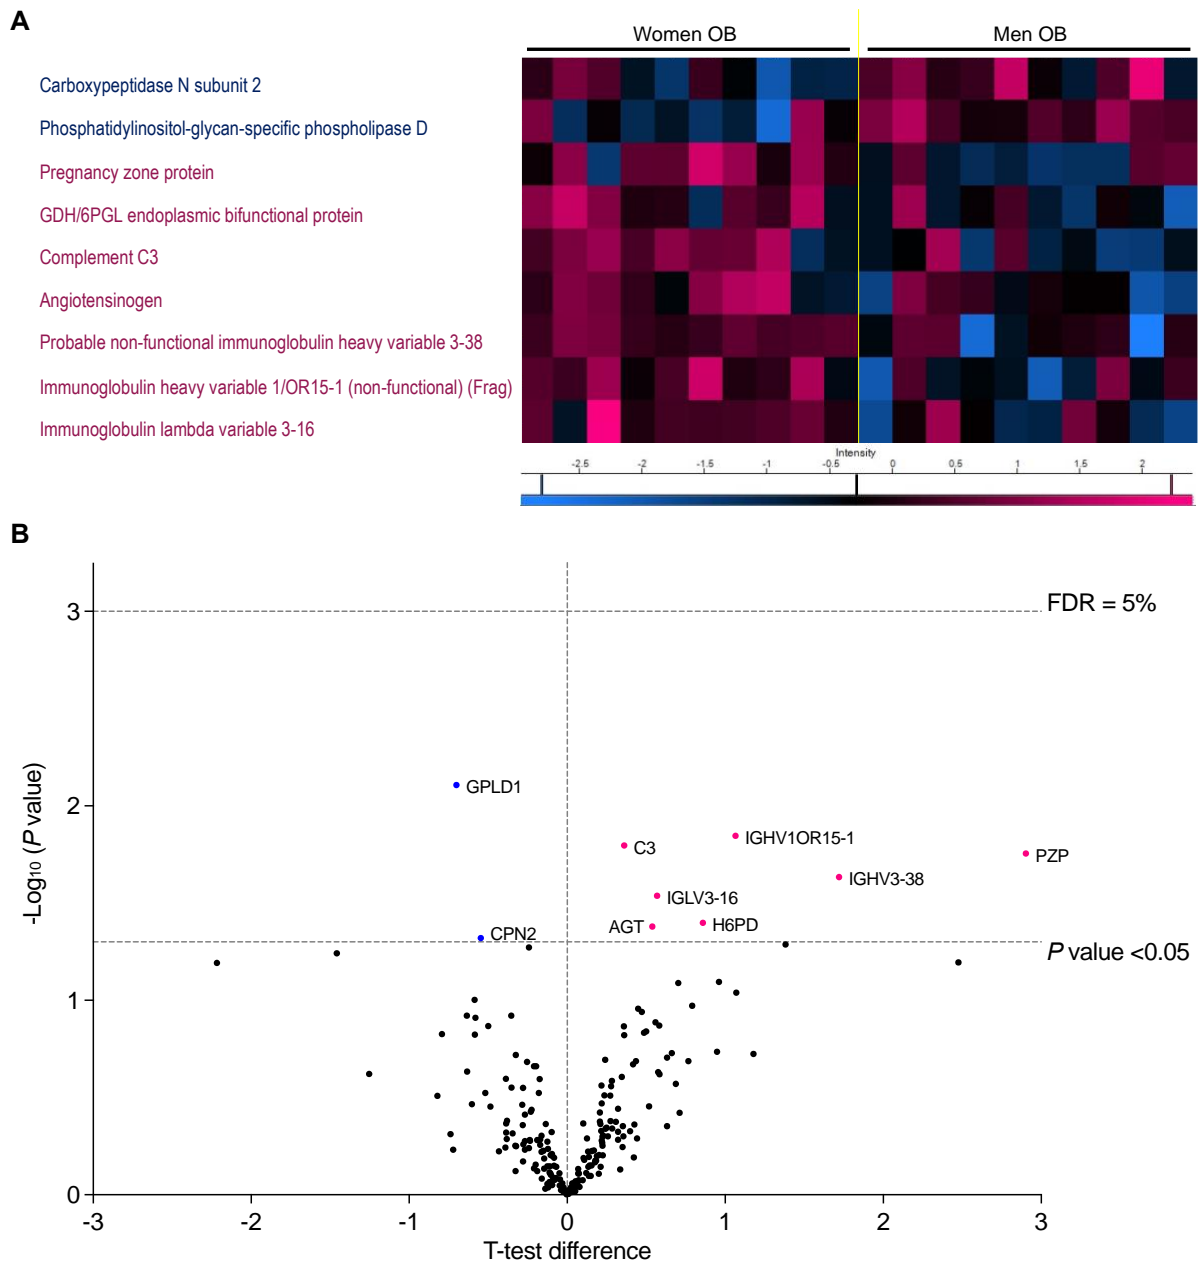 A
Women OB
Men OB
Carboxypeptidase N subunit 2
Phosphatidylinositol-glycan-specific phospholipase D
Pregnancy zone protein
GDH/6PGL endoplasmic bifunctional protein
Complement C3
Angiotensinogen
Probable non-functional immunoglobulin heavy variable 3-38
Immunoglobulin heavy variable 1/OR15-1 (non-functional) (Frag)
Immunoglobulin lambda variable 3-16
Intensity
-2.5 -2 -1.5 -1 -0.5 0 0.5 1 1.5 2
B
3
FDR = 5%
GPLD1
2
IGHV1OR15-1
C3
PZP
IGHV3-38
IGLV3-16
AGT
H6PD
CPN2
P value <0.05
1
0
-Log10 (P value)
-3 -2 -1 0 1 2 3
T-test difference